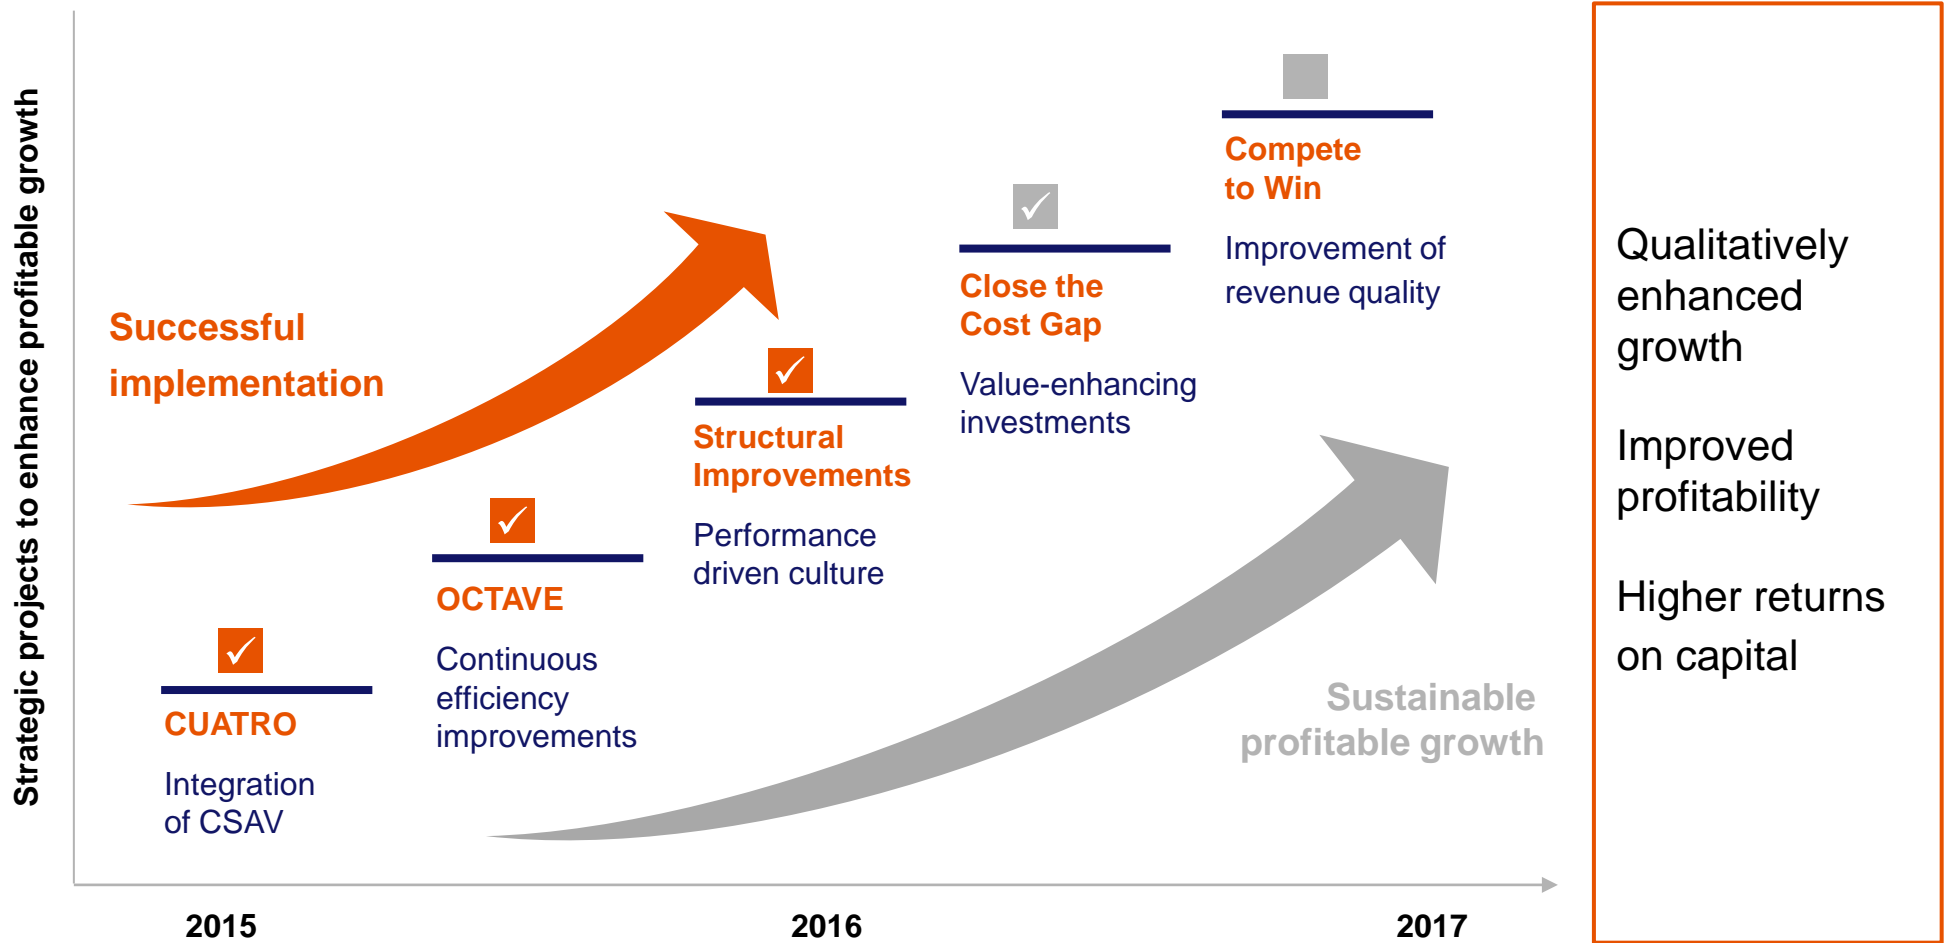 Strategic projects to enhance profitable growth
Successful
implementation
CUATRO
Integration
of CSAV
OCTAVE
Continuous
efficiency
improvements
Structural
Improvements
Performance
driven culture
Close the
Cost Gap
Value-enhancing
investments
Compete
to Win
Improvement of
revenue quality
Sustainable
profitable growth
2015
2016
2017
Qualitatively
enhanced
growth
Improved
profitability
Higher returns
on capital